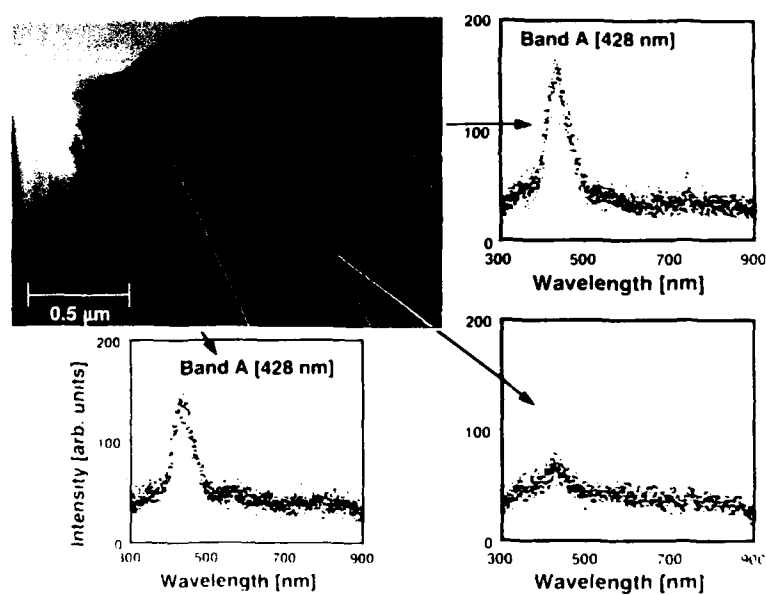 200
Band A [428 nm]
100
0
300 500 700 900
Wavelength [nm]
0.5 μm
200
Band A [428 nm]
100
0
300 500 700 900
Wavelength [nm]
Intensity [arb. units]
200
100
0
300 500 700
Wavelength [nm]